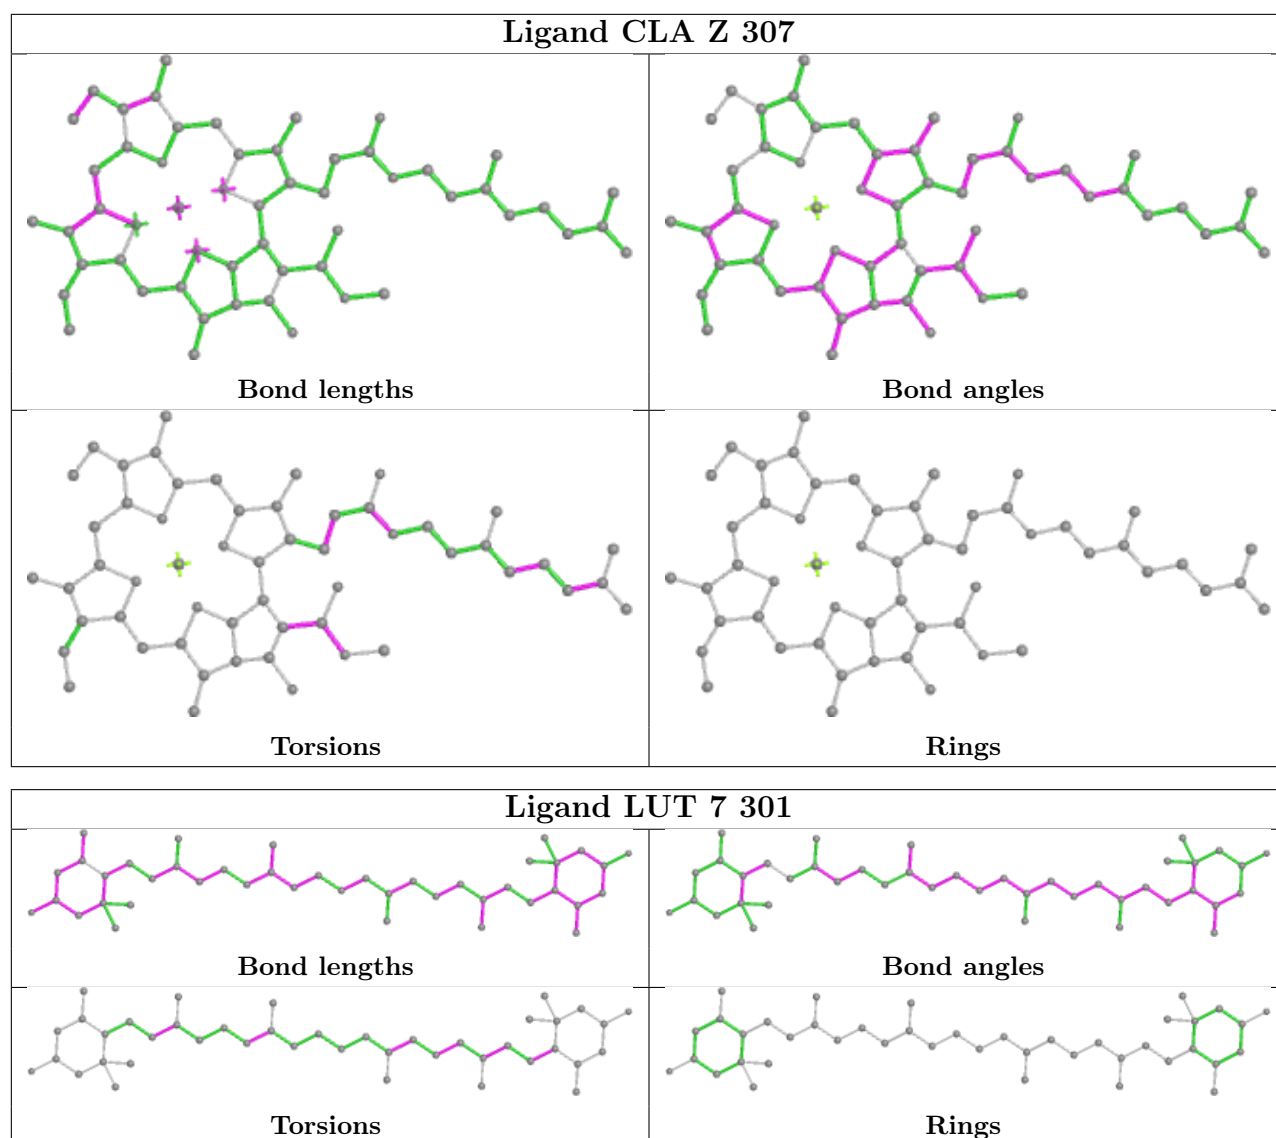 Ligand CLA Z 307
Bond lengths
Bond angles
Torsions
Rings
Ligand LUT 7 301
Bond lengths
Bond angles
Torsions
Rings